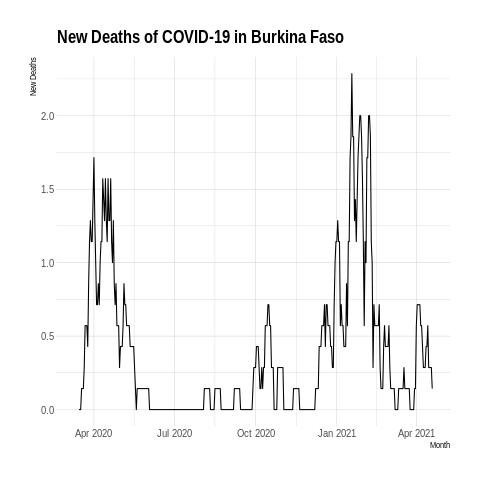 New Deaths of COVID-19 in Burkina Faso
New Deaths
2.0
1.5
1.0
0.5
0.0
Apr 2020 Jul 2020 Oct 2020 Jan 2021 Apr 2021
Month